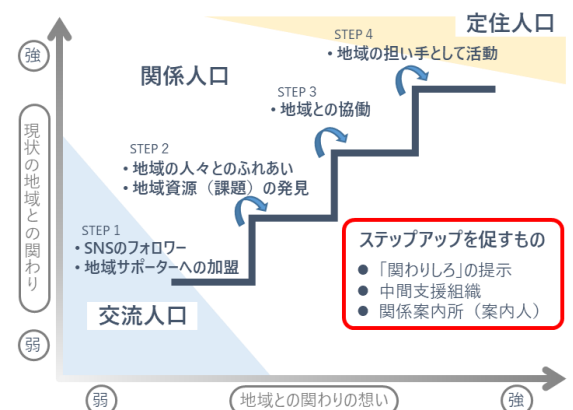 定住人口
STEP 4
・地域の担い手として活動
強
関係人口
STEP 3
・地域との協働
現状の地域との関わり
STEP 2
・地域の人々とのふれあい
・地域資源（課題）の発見
STEP 1
・SNSのフォロワー
・地域サポーターへの加盟
ステップアップを促すもの
● 「関わりしろ」の提示
● 中間支援組織
● 関係案内所（案内人）
交流人口
弱
弱
地域との関わりの想い
強